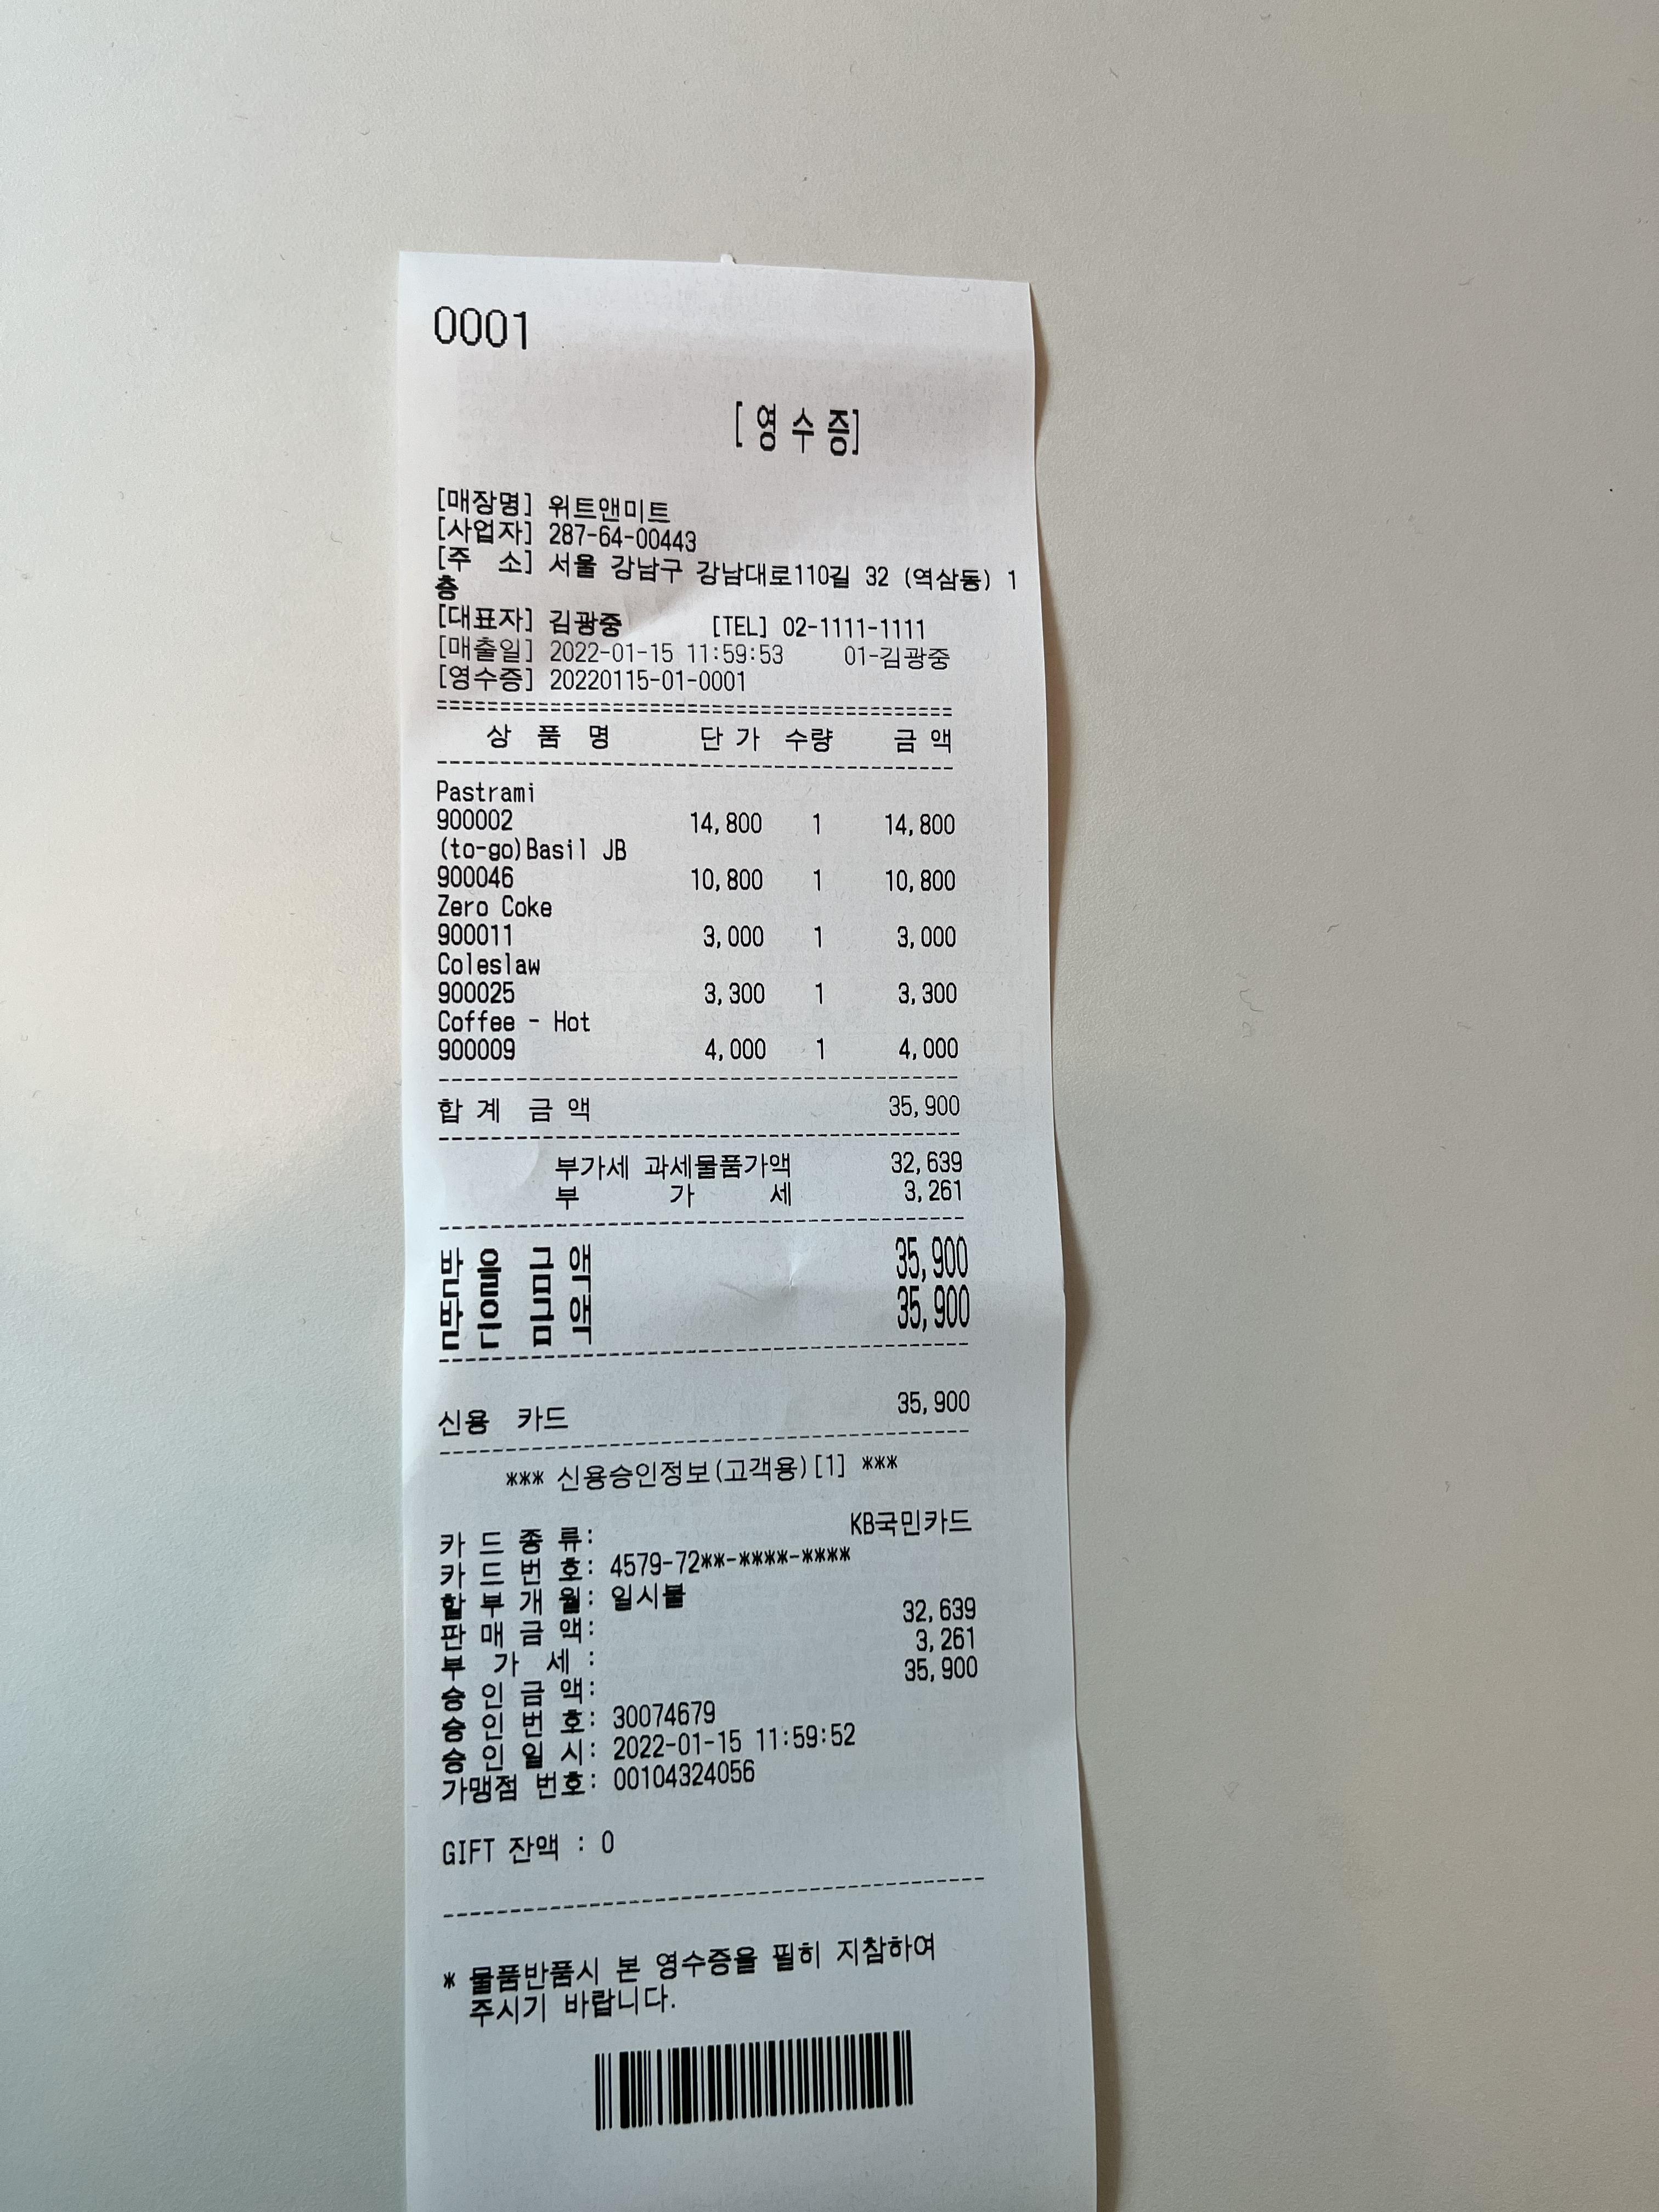 0001
[영수증]
[매장명] 위트앤미트
[사업자] 287-64-00443
[주 소] 서울 강남구 강남대로110길 32 (역삼동) 1
층
[대표자] 김광중 [TEL] 02-1111-1111
[매출일] 2022-01-15 11:59:53 01-김광중
[영수증] 20220115-01-0001
========================================
상 품 명 단 가 수량 금 액
----------------------------------------
Pastrami
900002 14,800 1 14,800
(to-go)Basil JB
900046 10,800 1 10,800
Zero Coke
900011 3,000 1 3,000
Coleslaw
900025 3,300 1 3,300
Coffee - Hot
900009 4,000 1 4,000
----------------------------------------
합 계 금 액 35,900
----------------------------------------
부가세 과세물품가액 32,639
부 가 세 3,261
----------------------------------------
받 을 금 액 35,900
받 은 금 액 35,900
----------------------------------------
신용 카드 35,900
----------------------------------------
*** 신용승인정보(고객용)[1] ***
카 드 종 류: KB국민카드
카 드 번 호: 4579-72**-****-****
할 부 개 월: 일시불
판 매 금 액: 32,639
부 가 세 : 3,261
승 인 금 액: 35,900
승 인 번 호: 30074679
승 인 일 시: 2022-01-15 11:59:52
가맹점 번호: 00104324056
GIFT 잔액 : 0
----------------------------------------
* 물품반품시 본 영수증을 필히 지참하여
주시기 바랍니다.